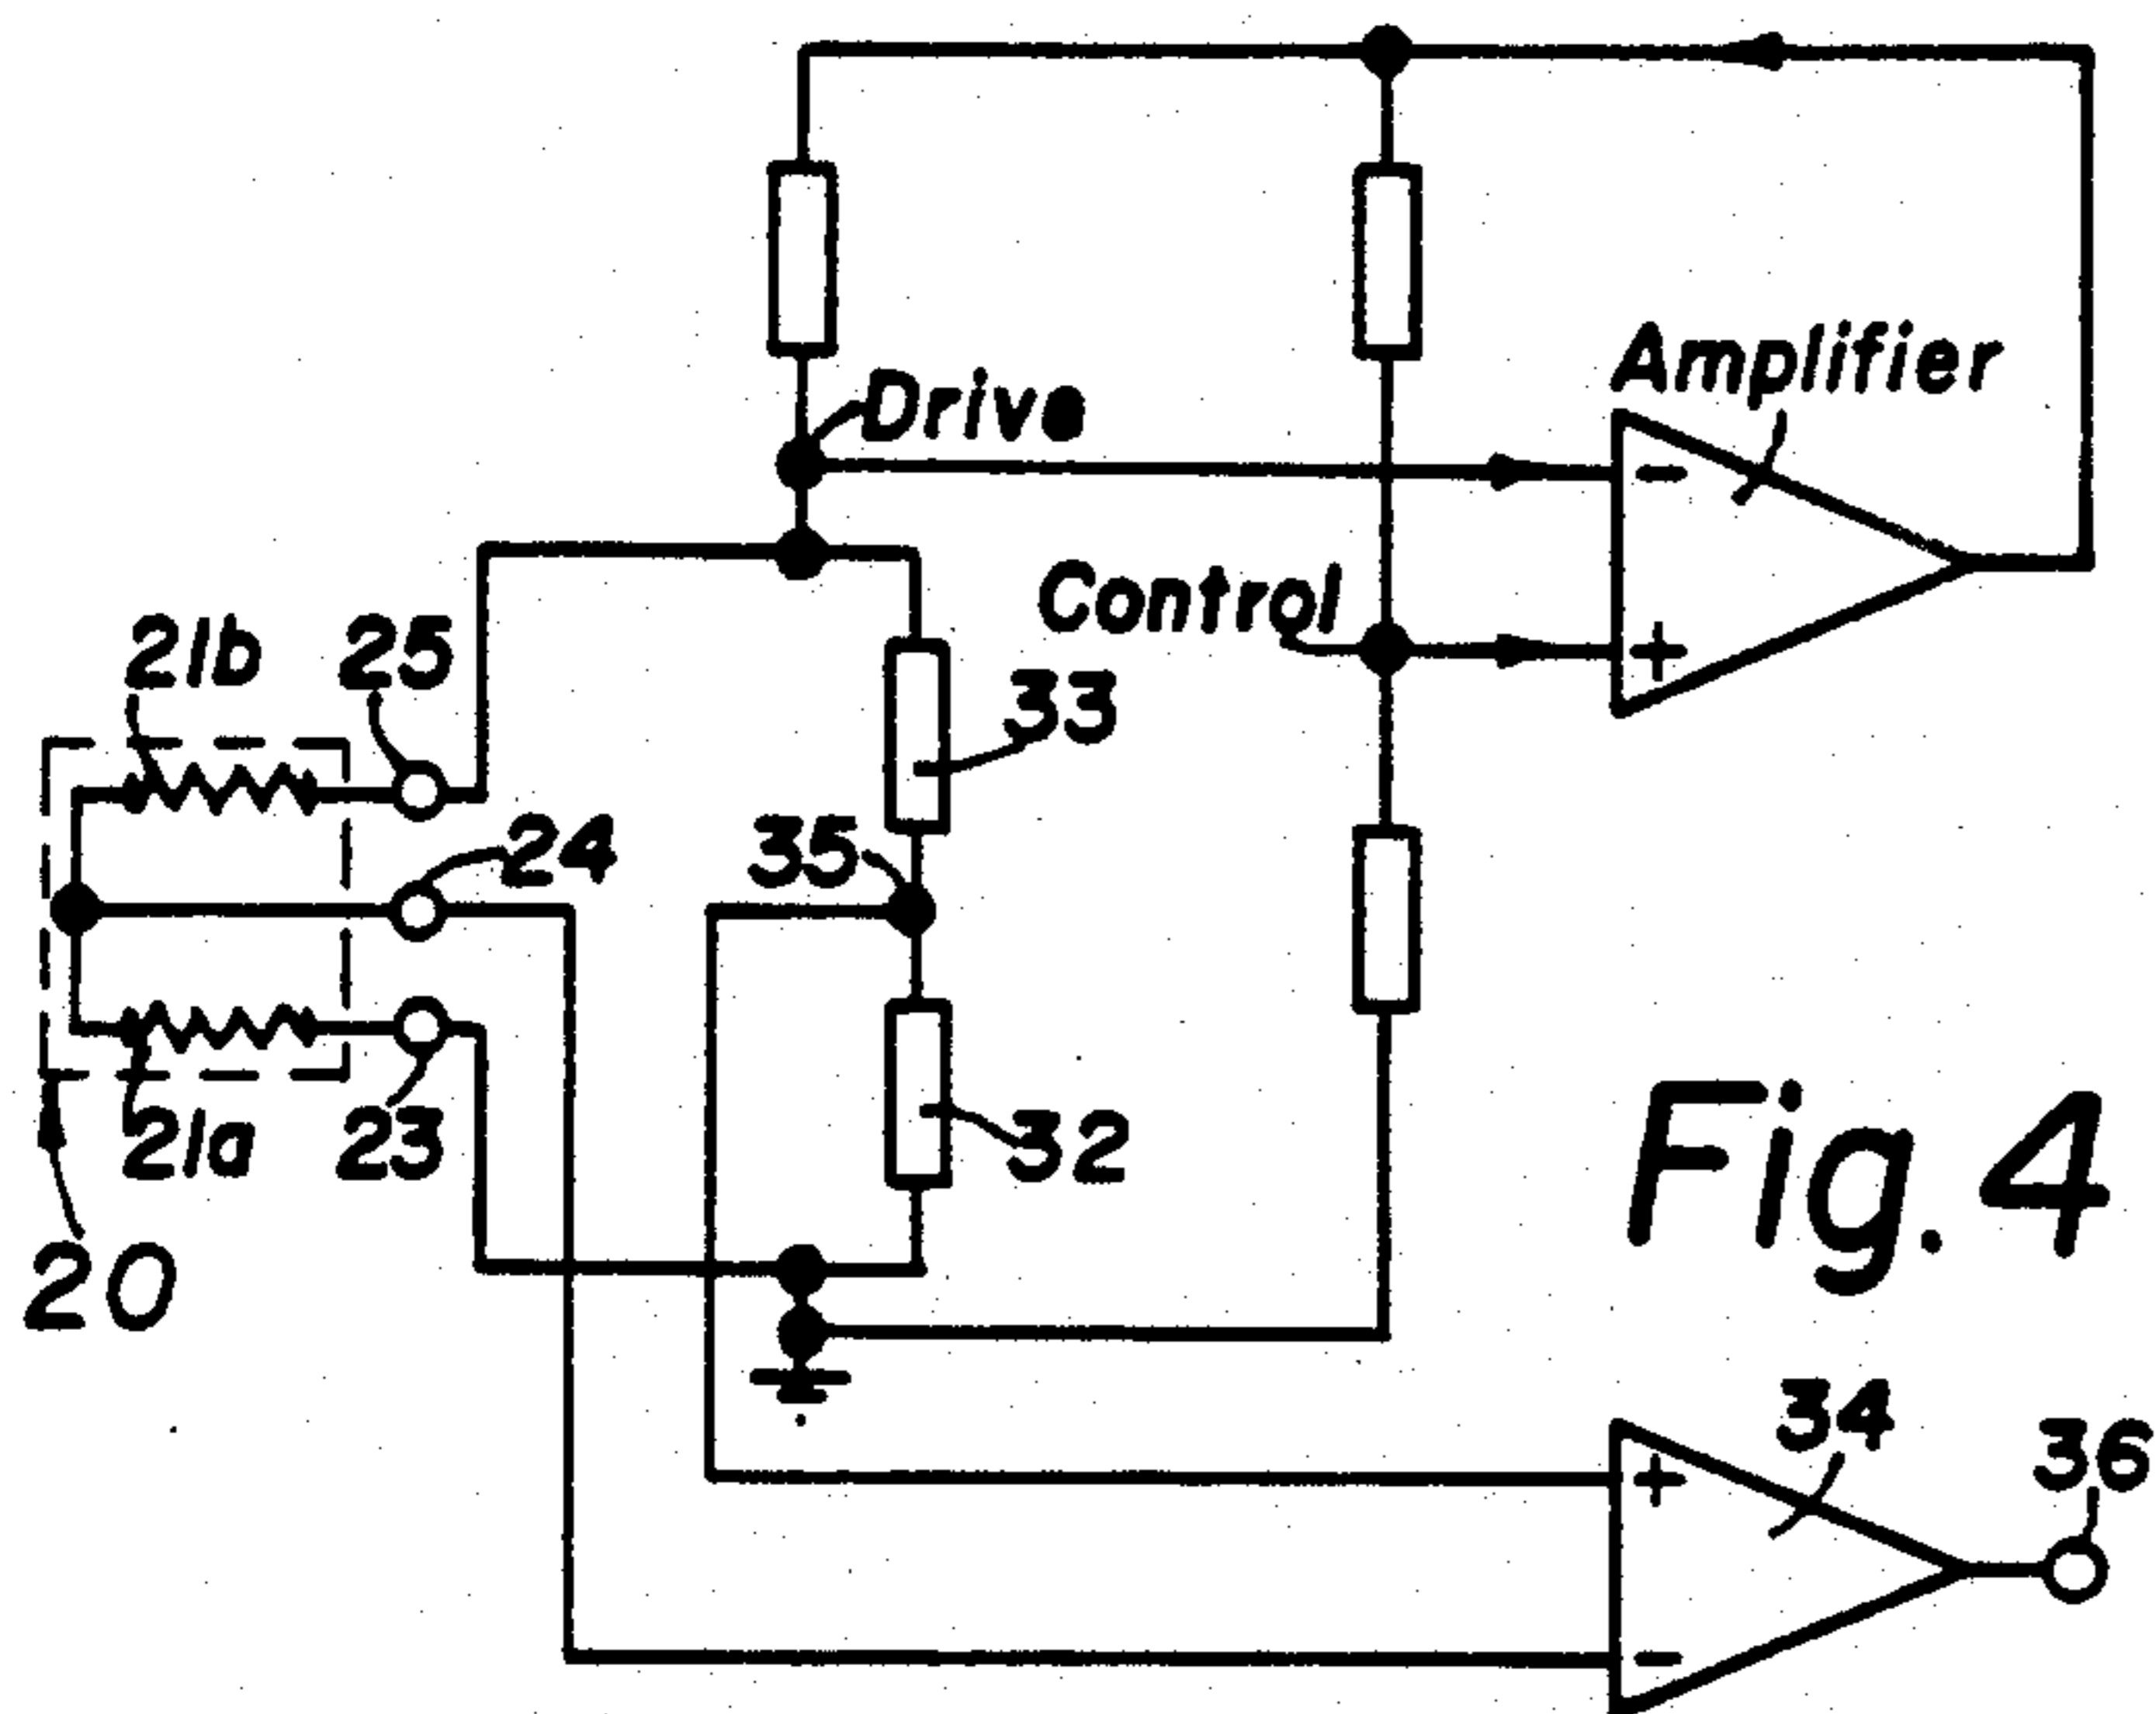 Drive
Amplifier
-
Control
+
21b 25
33
24
35
21a 23
32
20
Fig. 4
34
36
+
-